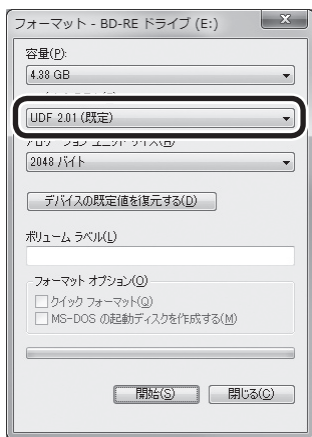 フォーマット - BD-RE ドライブ (E:)
容量(P):
4.38 GB
UDF 2.01 (既定)
2048 バイト
デバイスの既定値を復元する(D)
ボリューム ラベル(L)
フォーマット オプション(O)
クイック フォーマット(Q)
MS-DOS の起動ディスクを作成する(M)
開始(S)
閉じる(C)